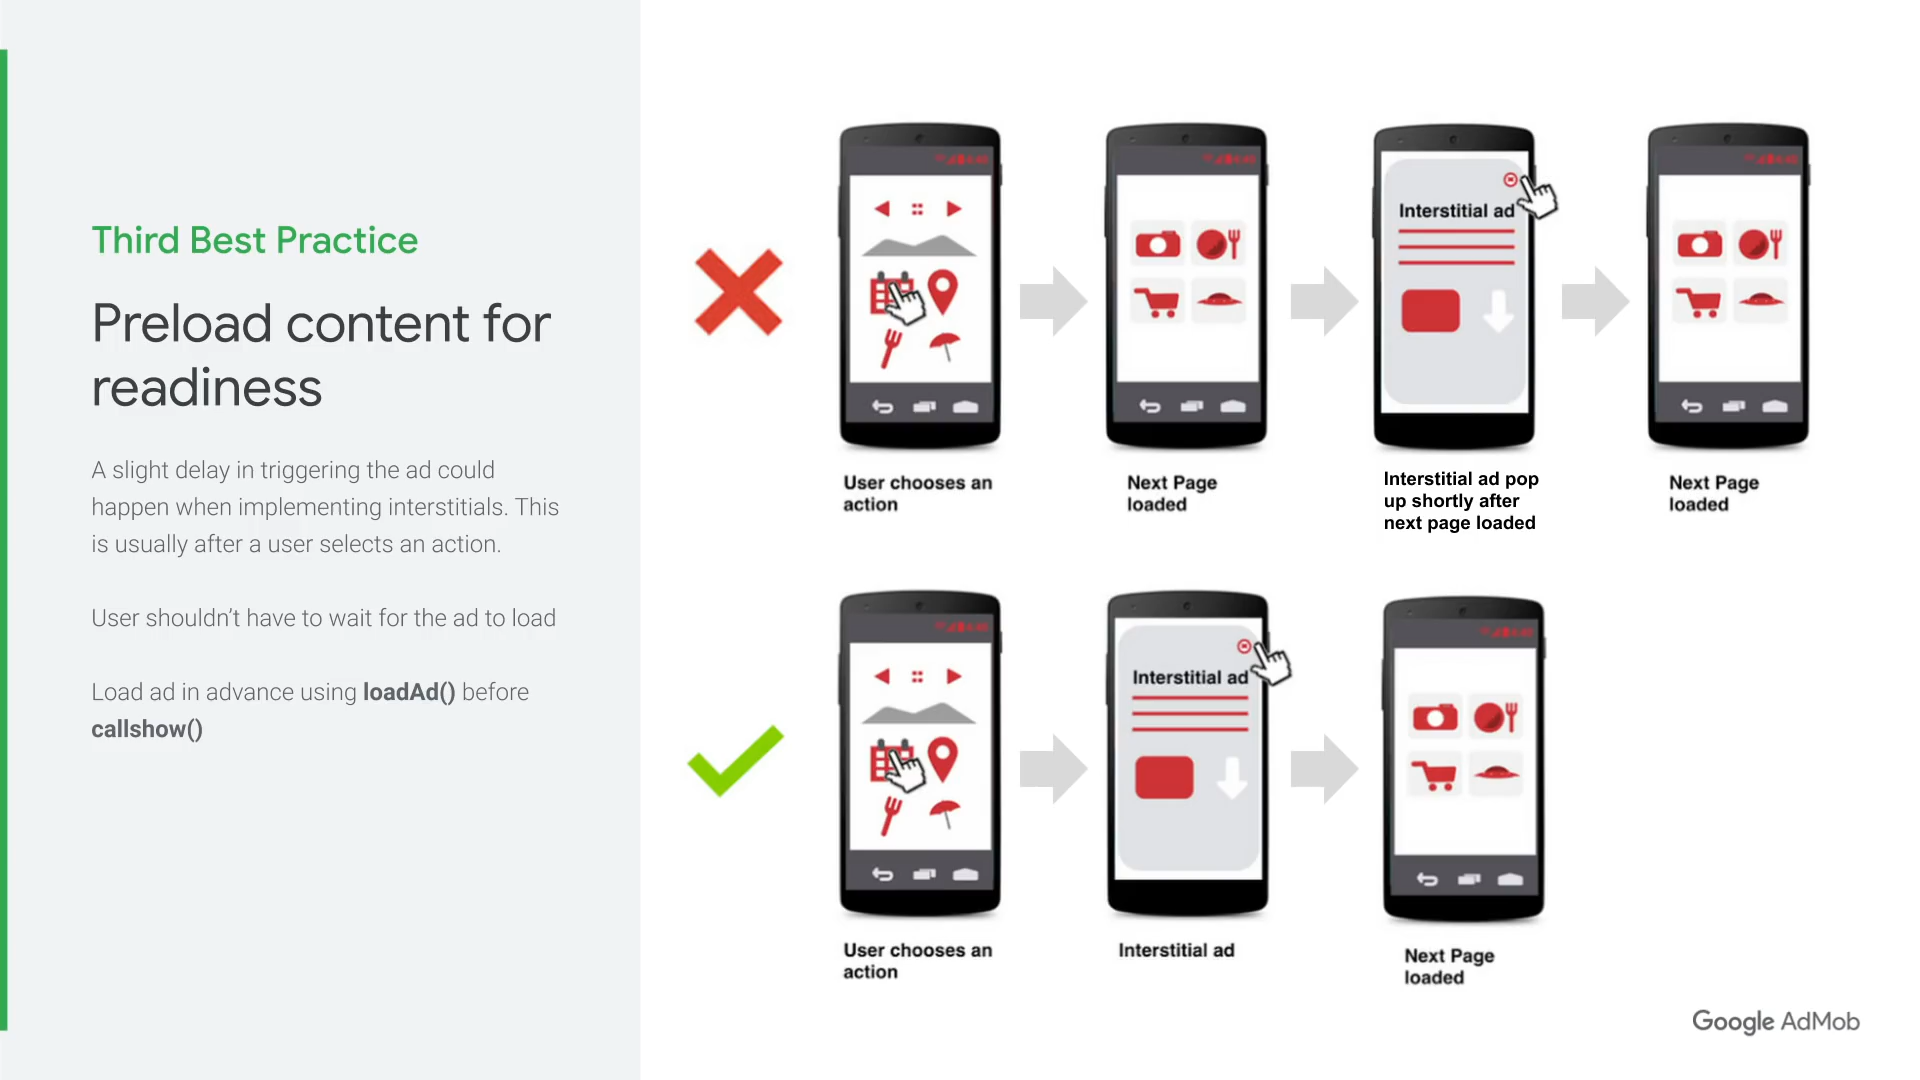 Third Best Practice
Preload content for
readiness
A slight delay in triggering the ad could
happen when implementing interstitials. This
is usually after a user selects an action.
User shouldn’t have to wait for the ad to load
Load ad in advance using loadAd() before
callshow()
Interstitial ad
User chooses an
action
Next Page
loaded
Interstitial ad pop
up shortly after
next page loaded
Next Page
loaded
Interstitial ad
User chooses an
action
Interstitial ad
Next Page
loaded
Google AdMob